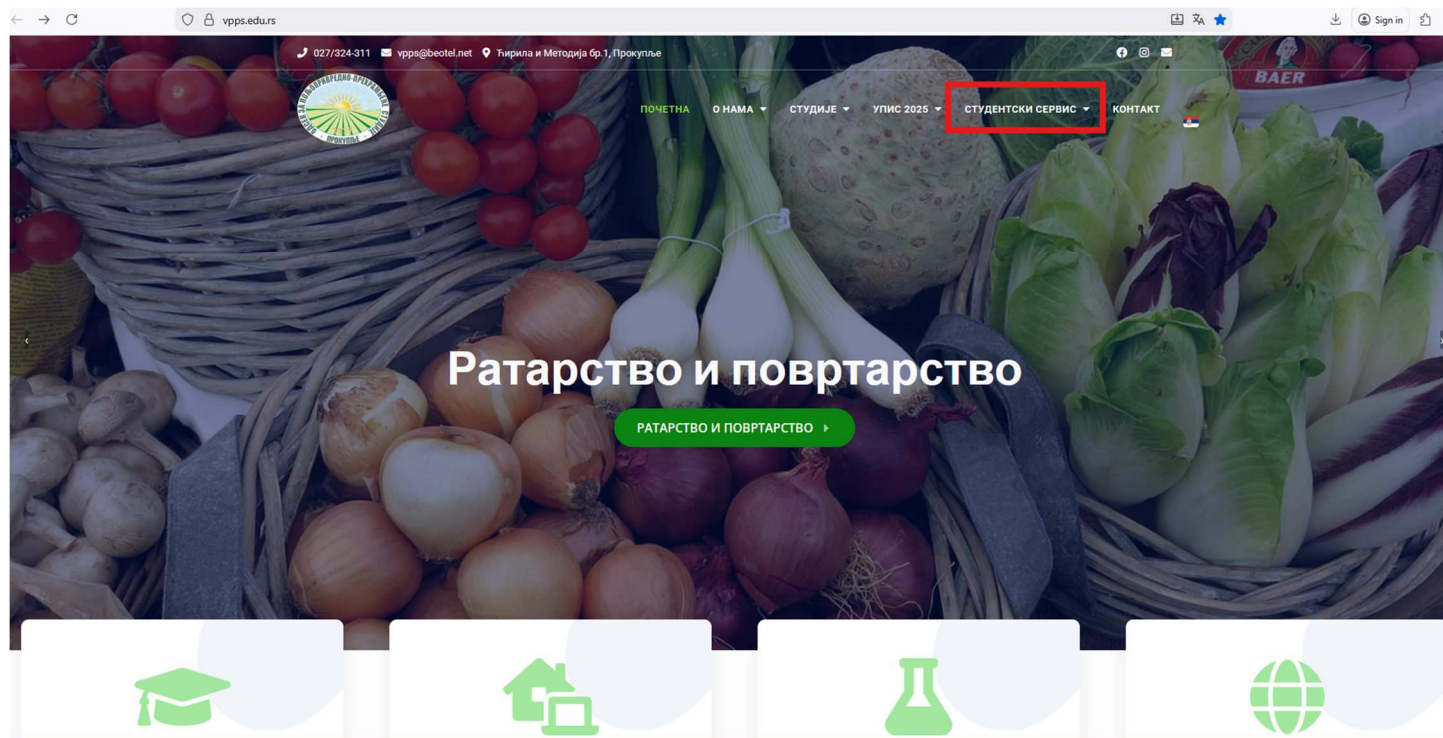 vpps.edu.rs
Sign in
027/324-311 vpps@beotel.net Ћирила и Методија бр.1, Прокупље
BAER
ПОЧЕТНА О НАМА СТУДИЈЕ УПИС 2025 СТУДЕНТСКИ СЕРВИС КОНТАКТ
Ратарство и повртарство
РАТАРСТВО И ПОВРТАРСТВО